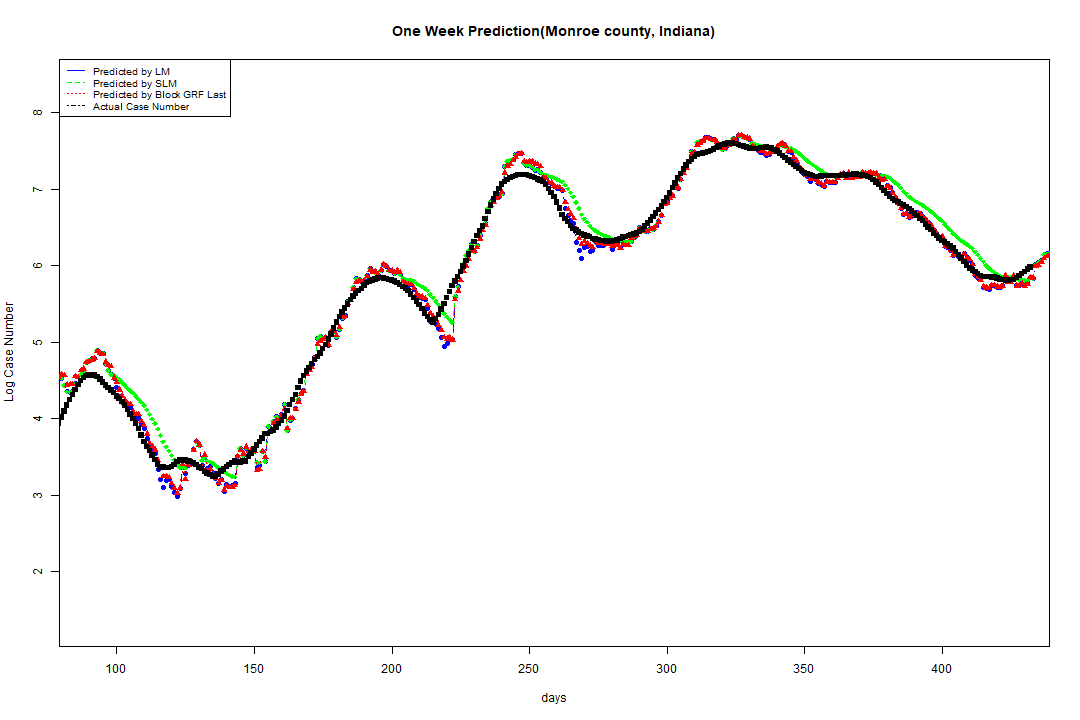 One Week Prediction(Monroe county, Indiana)
Predicted by LM
Predicted by SLM
Predicted by Block GRF Last
Actual Case Number
8
7
6
5
4
3
2
Log Case Number
100
150
200
250
300
350
400
days